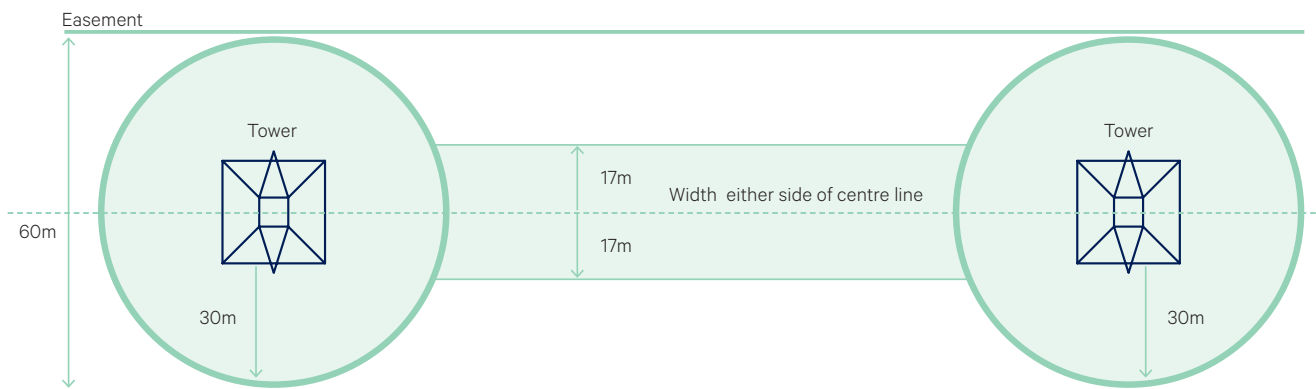 Easement
Tower
Tower
17m
Width either side of centre line
60m
17m
30m
30m